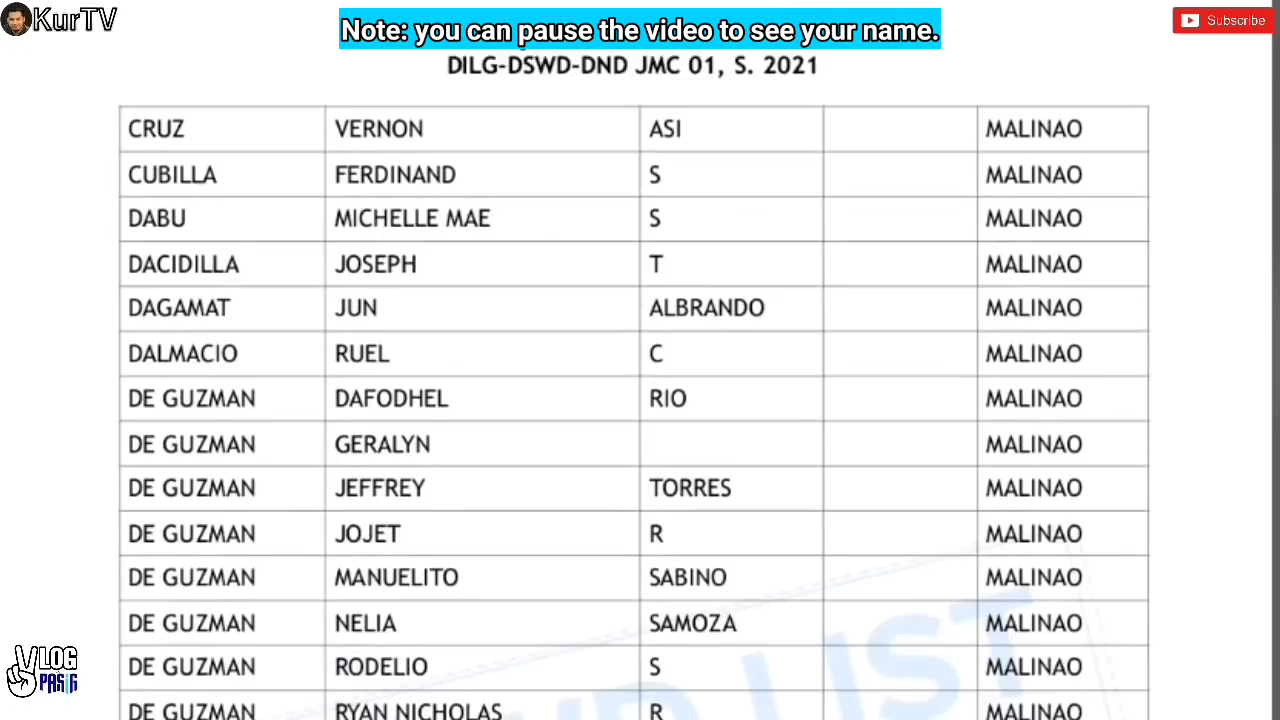 KurTV
Note: you can pause the video to see your name.
Subscribe
DILG-DSWD-DND JMC 01, S. 2021
CRUZ VERNON ASI MALINAO
CUBILLA FERDINAND S MALINAO
DABU MICHELLE MAE S MALINAO
DACIDILLA JOSEPH T MALINAO
DAGAMAT JUN ALBRANDO MALINAO
DALMACIO RUEL C MALINAO
DE GUZMAN DAFODHEL RIO MALINAO
DE GUZMAN GERALYN MALINAO
DE GUZMAN JEFFREY TORRES MALINAO
DE GUZMAN JOJET R MALINAO
DE GUZMAN MANUELITO SABINO MALINAO
DE GUZMAN NELIA SAMOZA MALINAO
DE GUZMAN RODELIO S MALINAO
DE GUZMAN RYAN NICHOLAS R MALINAO
LIST
VLOG
PASIG